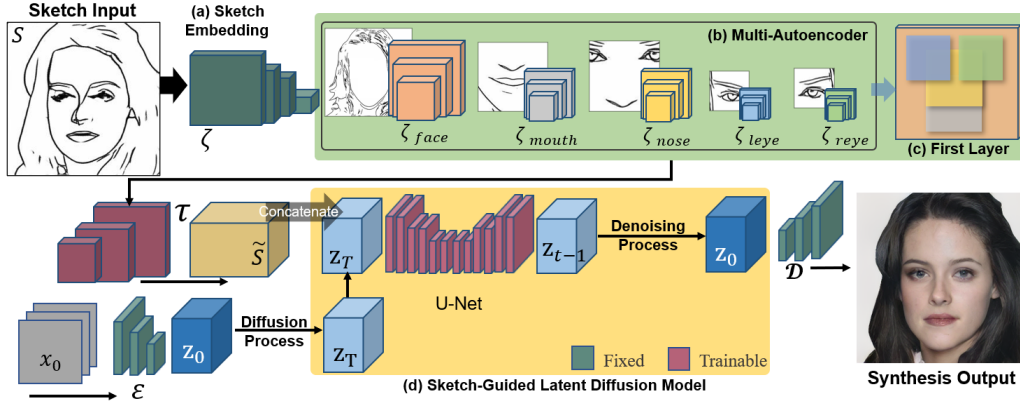 Sketch Input
S
(a) Sketch
Embedding
ζ
(b) Multi-Autoencoder
ζ face
ζ mouth
ζ nose
ζ leye
ζ reye
(c) First Layer
τ
S̃
Concatenate
z_T
U-Net
z_{t−1}
Denoising
Process
z_0
𝒟
x_0
ℰ
z_0
Diffusion
Process
z_T
Fixed
Trainable
(d) Sketch-Guided Latent Diffusion Model
Synthesis Output